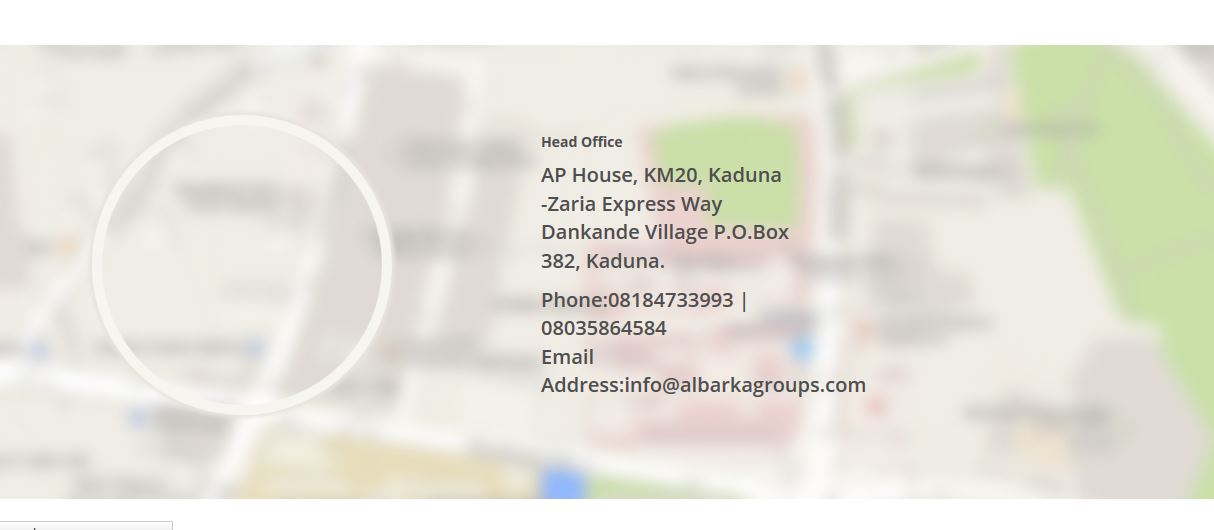 Head Office
AP House, KM20, Kaduna
-Zaria Express Way
Dankande Village P.O.Box
382, Kaduna.
Phone:08184733993 |
08035864584
Email
Address:info@albarkagroups.com